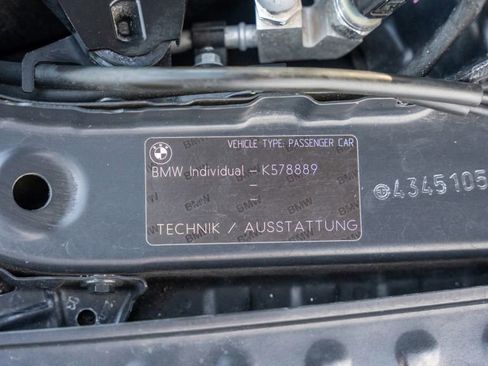 VEHICLE TYPE: PASSENGER CAR
BMW Individual - K578889
-
-
TECHNIK / AUSSTATTUNG
4345105